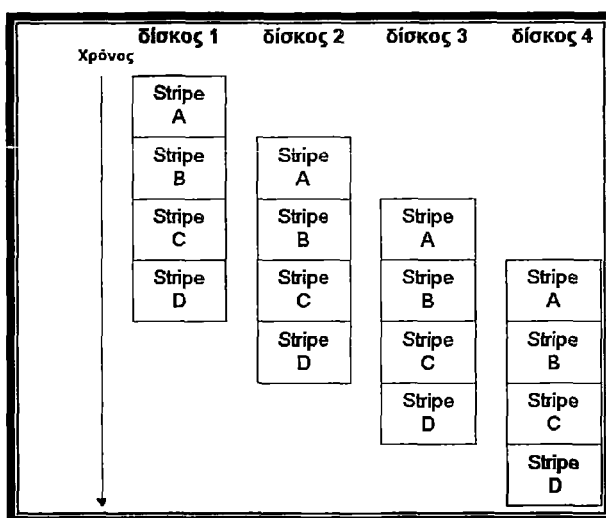 δίσκος 1 δίσκος 2 δίσκος 3 δίσκος 4
Χρόνος
Stripe
A
Stripe Stripe
B A
Stripe Stripe Stripe
C B A
Stripe Stripe Stripe Stripe
D C B A
Stripe Stripe Stripe
D C B
Stripe Stripe
D C
Stripe
D